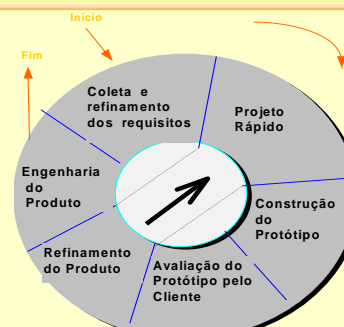 Início
Fim
Coleta e
refinamento
dos requisitos
Projeto
Rápido
Construção
do
Protótipo
Avaliação do
Protótipo pelo
Cliente
Refinamento
do Produto
Engenharia
do
Produto